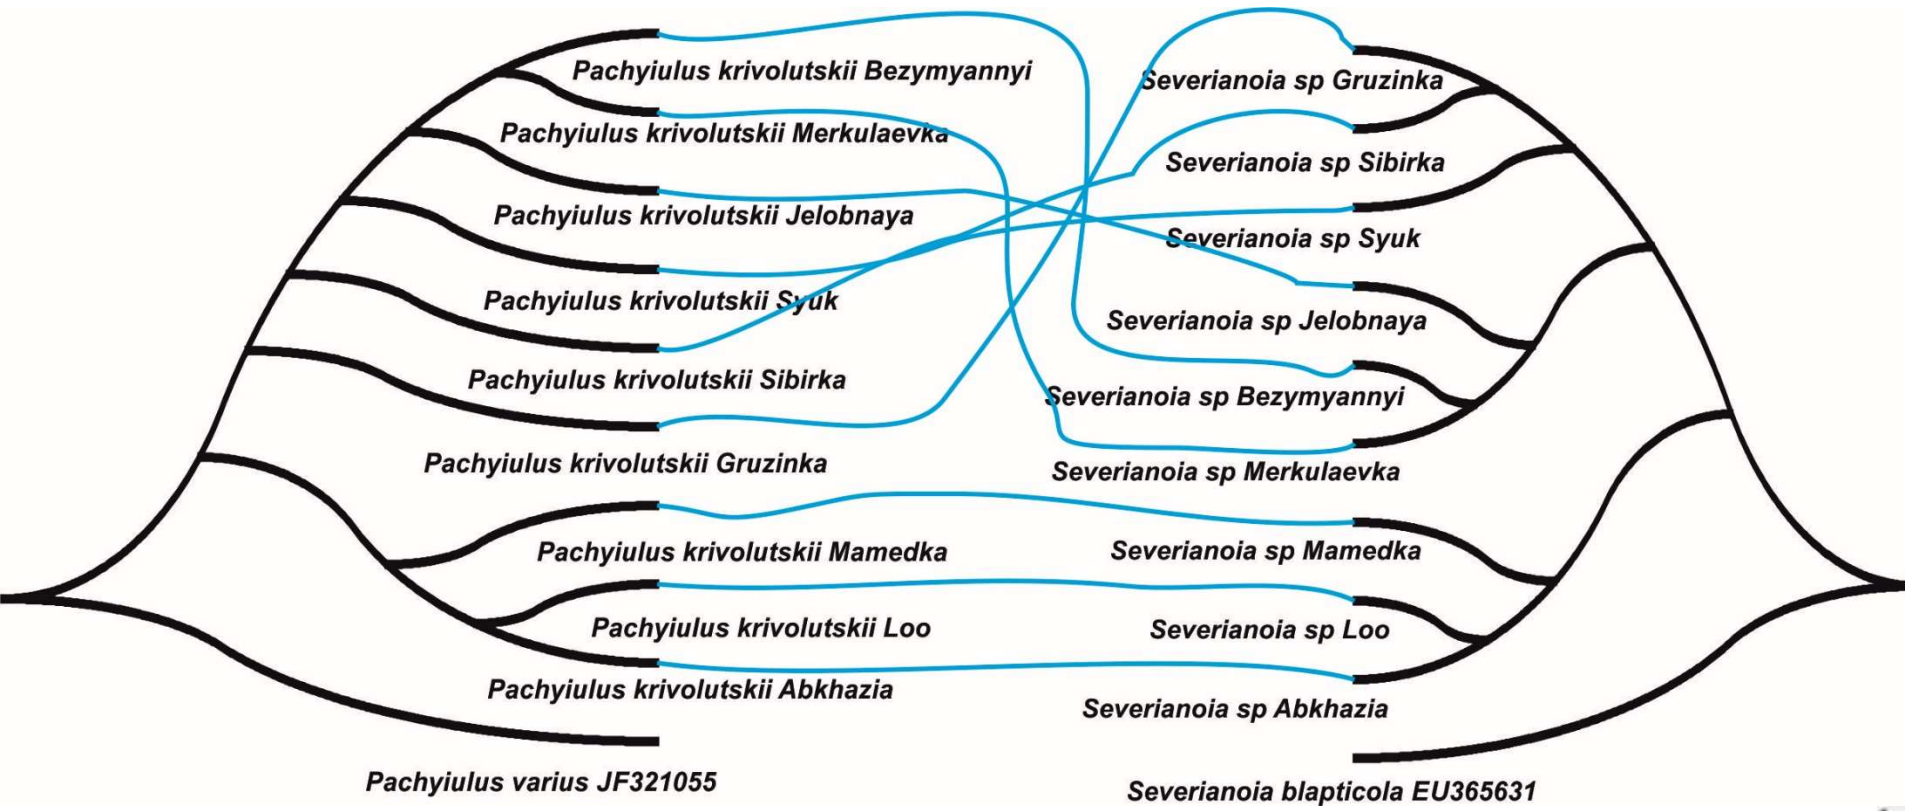 Pachyiulus krivolutskii Bezymyannyi
Pachyiulus krivolutskii Merkulaevka
Pachyiulus krivolutskii Jelobnaya
Pachyiulus krivolutskii Syuk
Pachyiulus krivolutskii Sibirka
Pachyiulus krivolutskii Gruzinka
Pachyiulus krivolutskii Mamedka
Pachyiulus krivolutskii Loo
Pachyiulus krivolutskii Abkhazia
Pachyiulus varius JF321055
Severianoia sp Gruzinka
Severianoia sp Sibirka
Severianoia sp Syuk
Severianoia sp Jelobnaya
Severianoia sp Bezymyannyi
Severianoia sp Merkulaevka
Severianoia sp Mamedka
Severianoia sp Loo
Severianoia sp Abkhazia
Severianoia blapticola EU365631